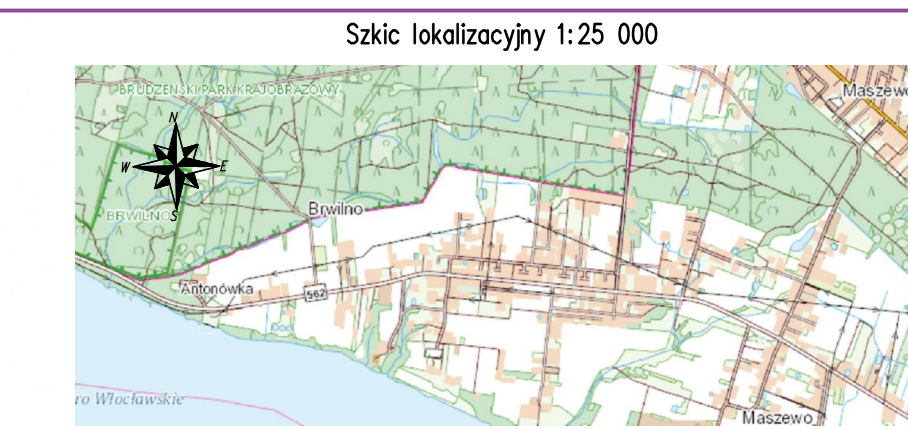 Szkic lokalizacyjny 1:25 000
BRUDZEŃSKI PARK KRAJOBRAZOWY
Maszewo
N
W
E
S
BRWILNO
Brwilno
Antonówka
562
ro Włocławskie
Maszewo